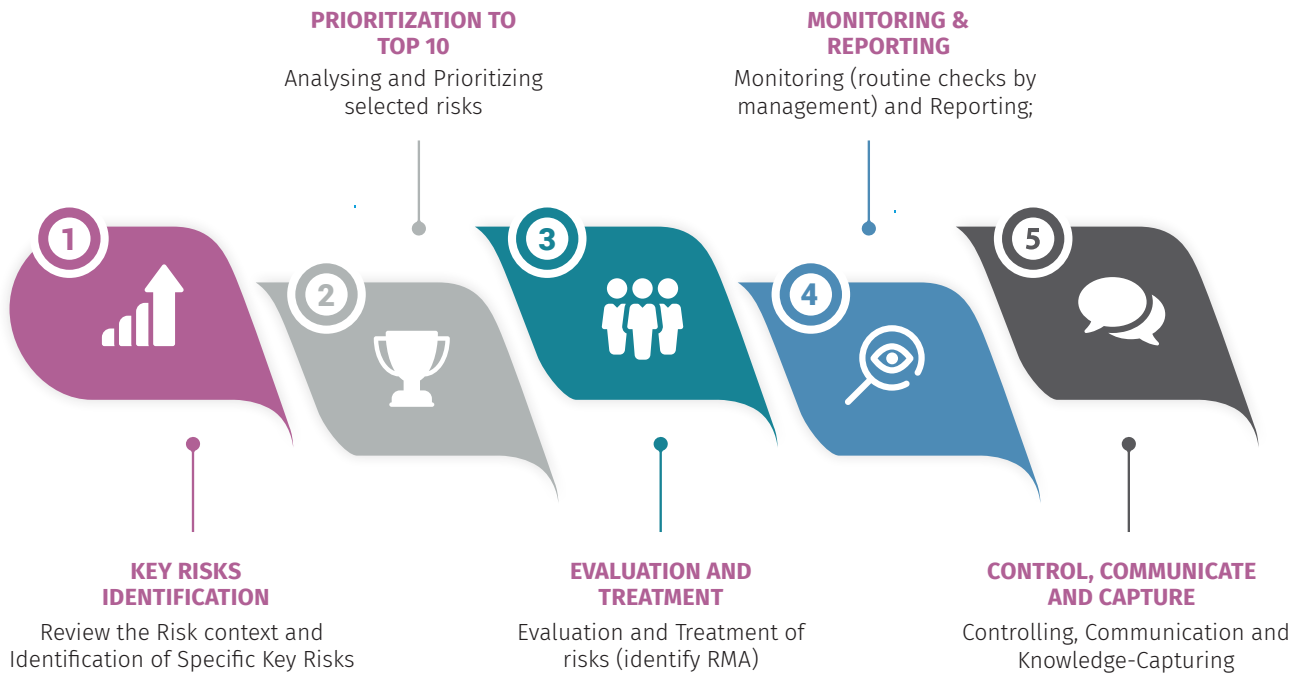 PRIORITIZATION TO
TOP 10
Analysing and Prioritizing
selected risks
MONITORING &
REPORTING
Monitoring (routine checks by
management) and Reporting;
1
2
3
4
5
KEY RISKS
IDENTIFICATION
Review the Risk context and
Identification of Specific Key Risks
EVALUATION AND
TREATMENT
Evaluation and Treatment of
risks (identify RMA)
CONTROL, COMMUNICATE
AND CAPTURE
Controlling, Communication and
Knowledge-Capturing